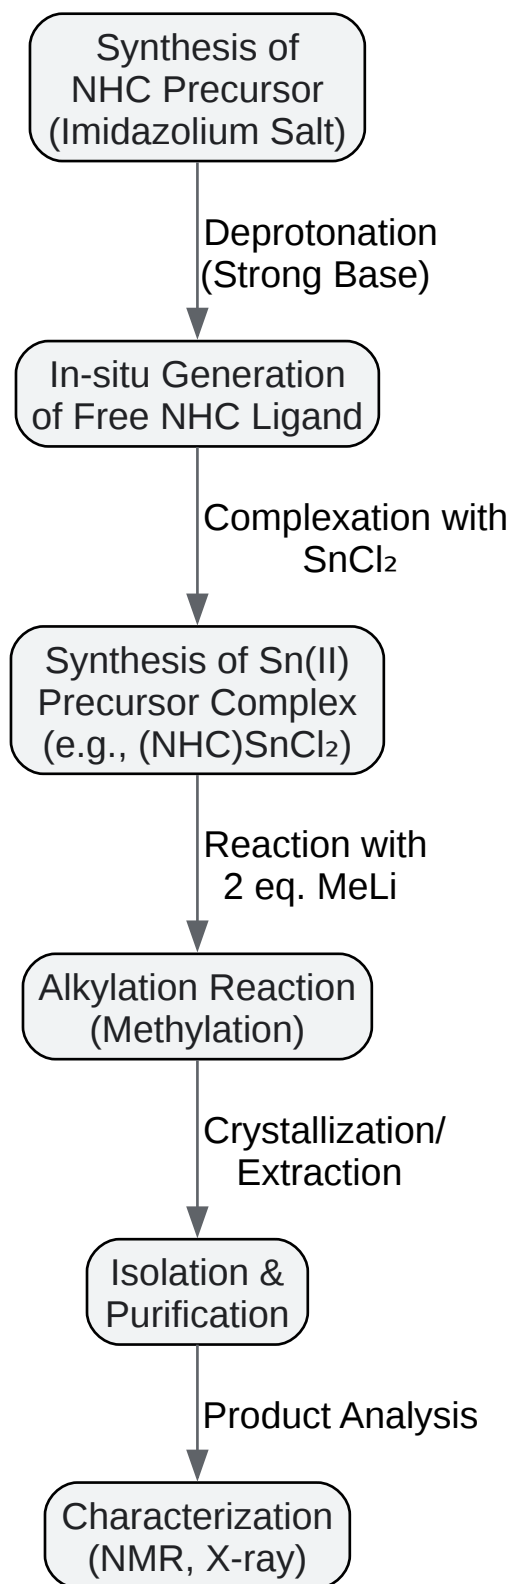 Synthesis of
NHC Precursor
(Imidazolium Salt)
Deprotonation
(Strong Base)
In-situ Generation
of Free NHC Ligand
Complexation with
SnCl₂
Synthesis of Sn(II)
Precursor Complex
(e.g., (NHC)SnCl₂)
Reaction with
2 eq. MeLi
Alkylation Reaction
(Methylation)
Crystallization/
Extraction
Isolation &
Purification
Product Analysis
Characterization
(NMR, X-ray)